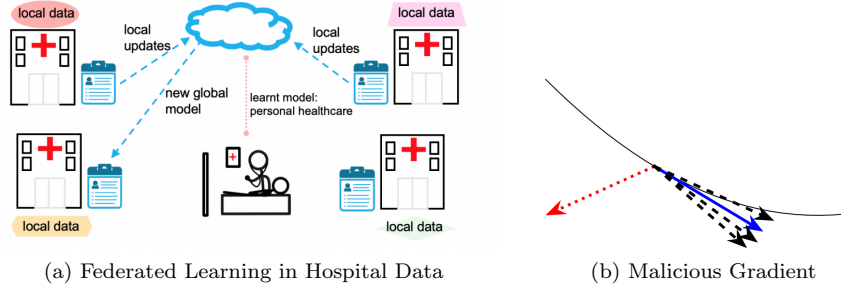 local data
local
updates
local
updates
local data
new global
model
learnt model:
personal healthcare
local data
local data
(a) Federated Learning in Hospital Data
(b) Malicious Gradient